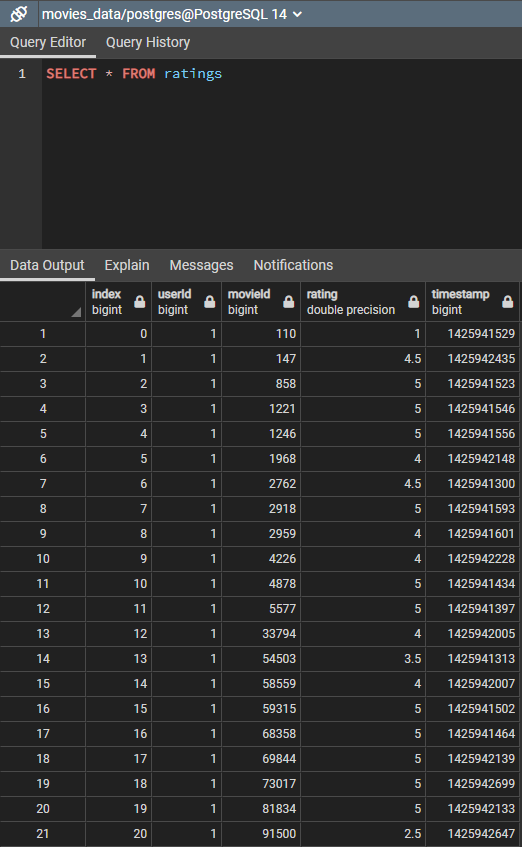 movies_data/postgres@PostgreSQL 14
Query Editor Query History
1 SELECT * FROM ratings
Data Output Explain Messages Notifications
index userId movieId rating timestamp
bigint bigint bigint double precision bigint
1 0 1 110 1 1425941529
2 1 1 147 4.5 1425942435
3 2 1 858 5 1425941523
4 3 1 1221 5 1425941546
5 4 1 1246 5 1425941556
6 5 1 1968 4 1425942148
7 6 1 2762 4.5 1425941300
8 7 1 2918 5 1425941593
9 8 1 2959 4 1425941601
10 9 1 4226 4 1425942228
11 10 1 4878 5 1425941434
12 11 1 5577 5 1425941397
13 12 1 33794 4 1425942005
14 13 1 54503 3.5 1425941313
15 14 1 58559 4 1425942007
16 15 1 59315 5 1425941502
17 16 1 68358 5 1425941464
18 17 1 69844 5 1425942139
19 18 1 73017 5 1425942699
20 19 1 81834 5 1425942133
21 20 1 91500 2.5 1425942647